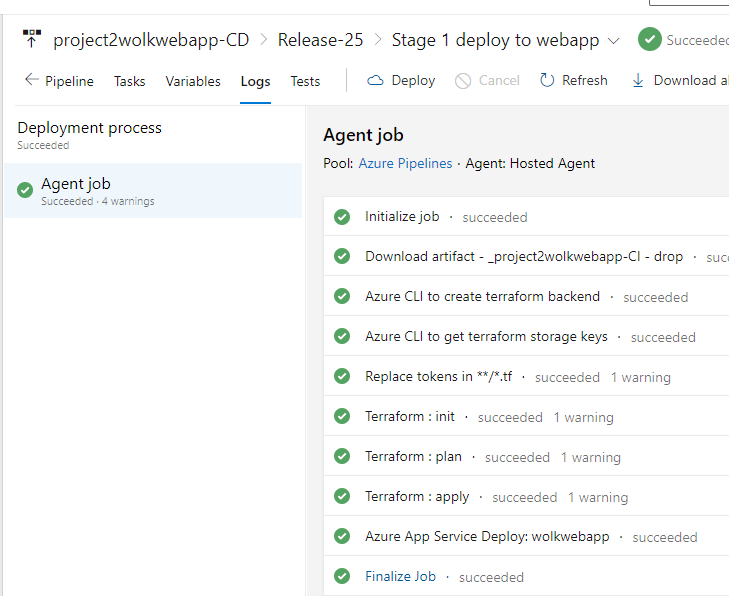 project2wolkwebapp-CD > Release-25 > Stage 1 deploy to webapp Succeeded
Pipeline Tasks Variables Logs Tests Deploy Cancel Refresh Download
Deployment process
Succeeded
Agent job
Succeeded · 4 warnings
Agent job
Pool: Azure Pipelines · Agent: Hosted Agent
Initialize job · succeeded
Download artifact - _project2wolkwebapp-CI - drop ·
Azure CLI to create terraform backend · succeeded
Azure CLI to get terraform storage keys · succeeded
Replace tokens in **/*.tf · succeeded 1 warning
Terraform : init · succeeded 1 warning
Terraform : plan · succeeded 1 warning
Terraform : apply · succeeded 1 warning
Azure App Service Deploy: wolkwebapp · succeeded
Finalize Job · succeeded